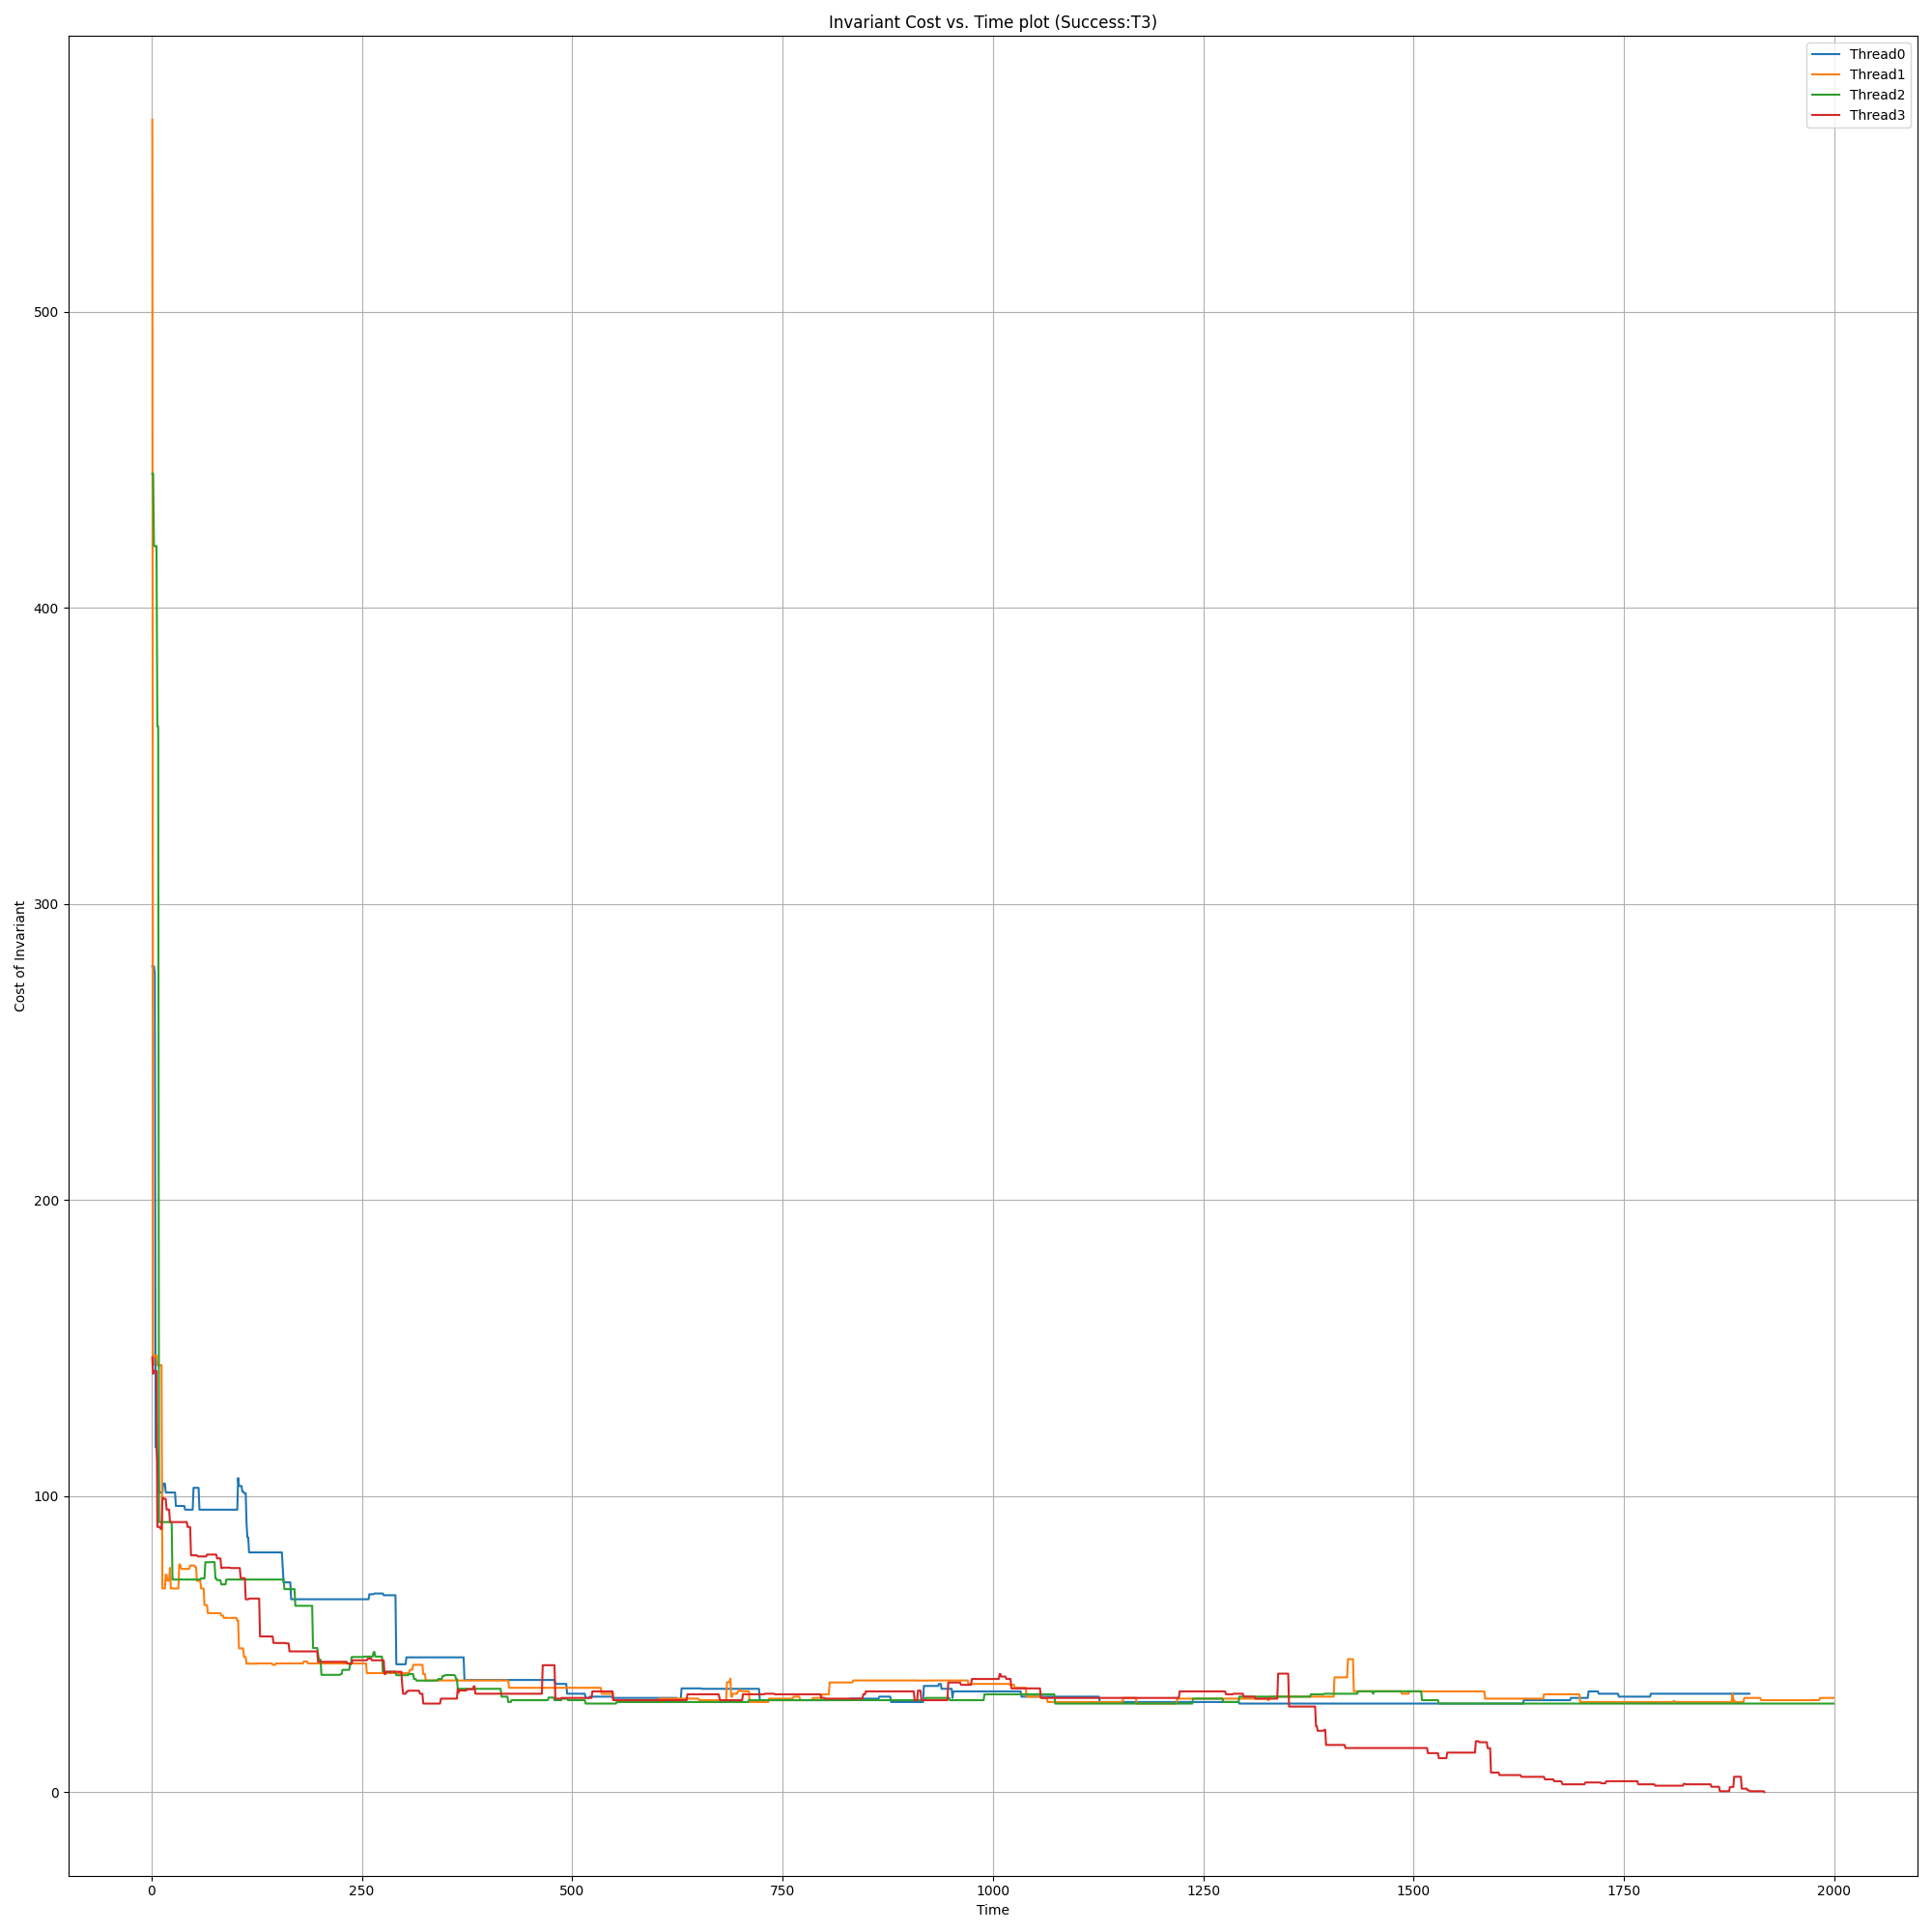 Invariant Cost vs. Time plot (Success:T3)
Thread0
Thread1
Thread2
Thread3
Cost of Invariant
500
400
300
200
100
0
0 250 500 750 1000 1250 1500 1750 2000
Time